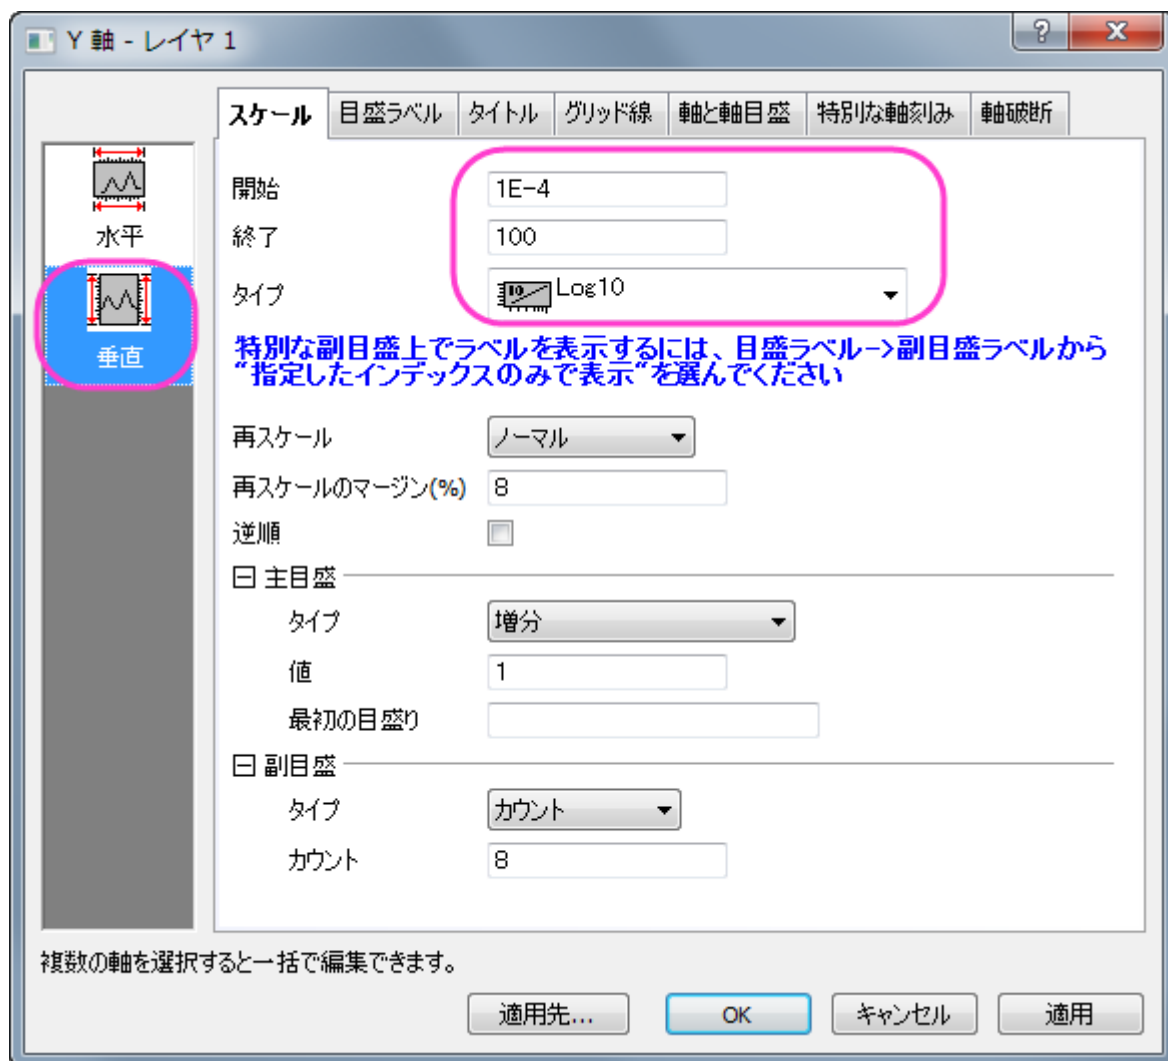 Y 軸 - レイヤ 1
スケール 目盛ラベル タイトル グリッド線 軸と軸目盛 特別な軸刻み 軸破断
水平
垂直
開始 1E-4
終了 100
タイプ Log10
特別な副目盛上でラベルを表示するには、目盛ラベル->副目盛ラベルから
"指定したインデックスのみで表示"を選んでください
再スケール ノーマル
再スケールのマージン(%) 8
逆順
主目盛
タイプ 増分
値 1
最初の目盛り
副目盛
タイプ カウント
カウント 8
複数の軸を選択すると一括で編集できます。
適用先... OK キャンセル 適用